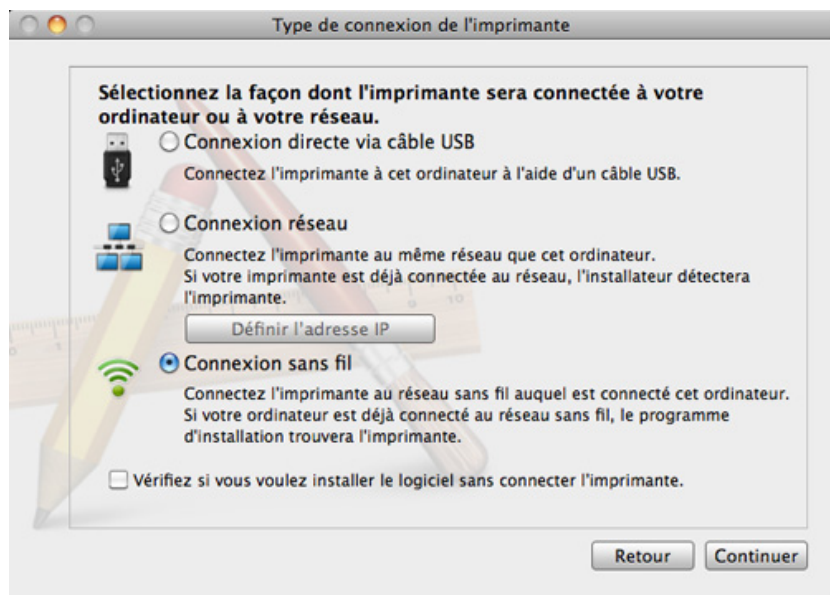 Type de connexion de l'imprimante
Sélectionnez la façon dont l'imprimante sera connectée à votre
ordinateur ou à votre réseau.
Connexion directe via câble USB
Connectez l'imprimante à cet ordinateur à l'aide d'un câble USB.
Connexion réseau
Connectez l'imprimante au même réseau que cet ordinateur.
Si votre imprimante est déjà connectée au réseau, l'installateur détectera
l'imprimante.
Définir l'adresse IP
Connexion sans fil
Connectez l'imprimante au réseau sans fil auquel est connecté cet ordinateur.
Si votre ordinateur est déjà connecté au réseau sans fil, le programme
d'installation trouvera l'imprimante.
Vérifiez si vous voulez installer le logiciel sans connecter l'imprimante.
Retour
Continuer